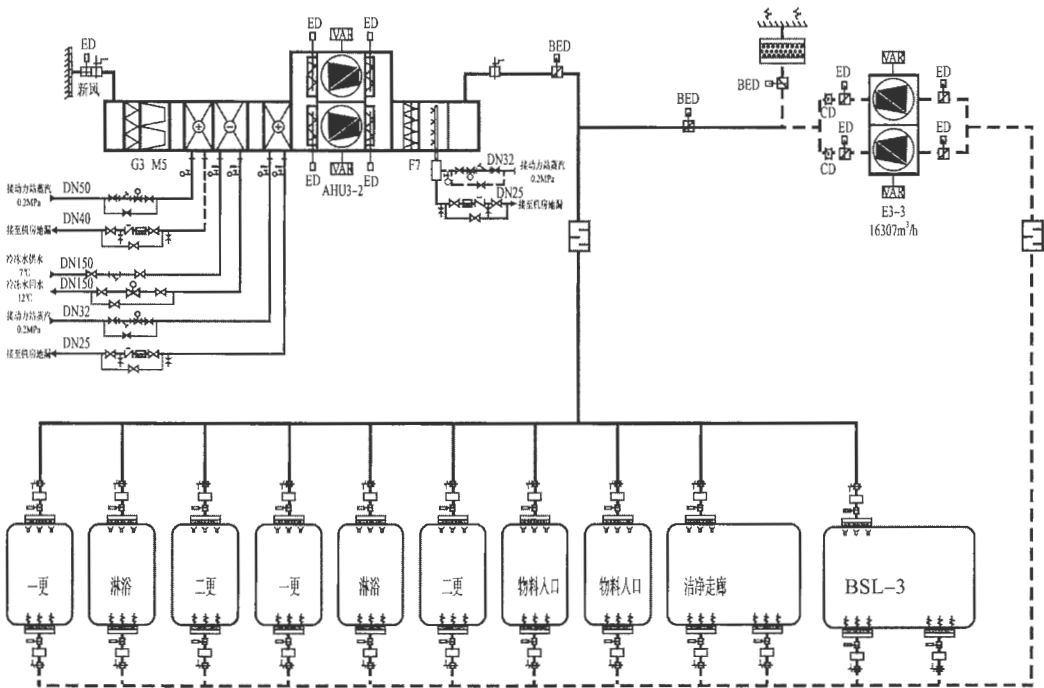 ED
ED
VAR
ED
BED
VAR
ED
ED
新风
BED
BED
CD
ED
ED
G3 M5
ED
VAR
ED
F7
DN32
接动力站蒸汽
0.2MPa
CD
VAR
AHU3-2
E3-3
16307m³/h
接动力站蒸汽
0.2MPa
DN50
DN25
接至机房地漏
DN40
接至机房地漏
冷冻水供水
7℃
DN150
冷冻水回水
12℃
DN150
接动力站蒸汽
0.2MPa
DN32
DN25
接至机房地漏
一更
淋浴
二更
一更
淋浴
二更
物料入口
物料入口
洁净走廊
BSL-3